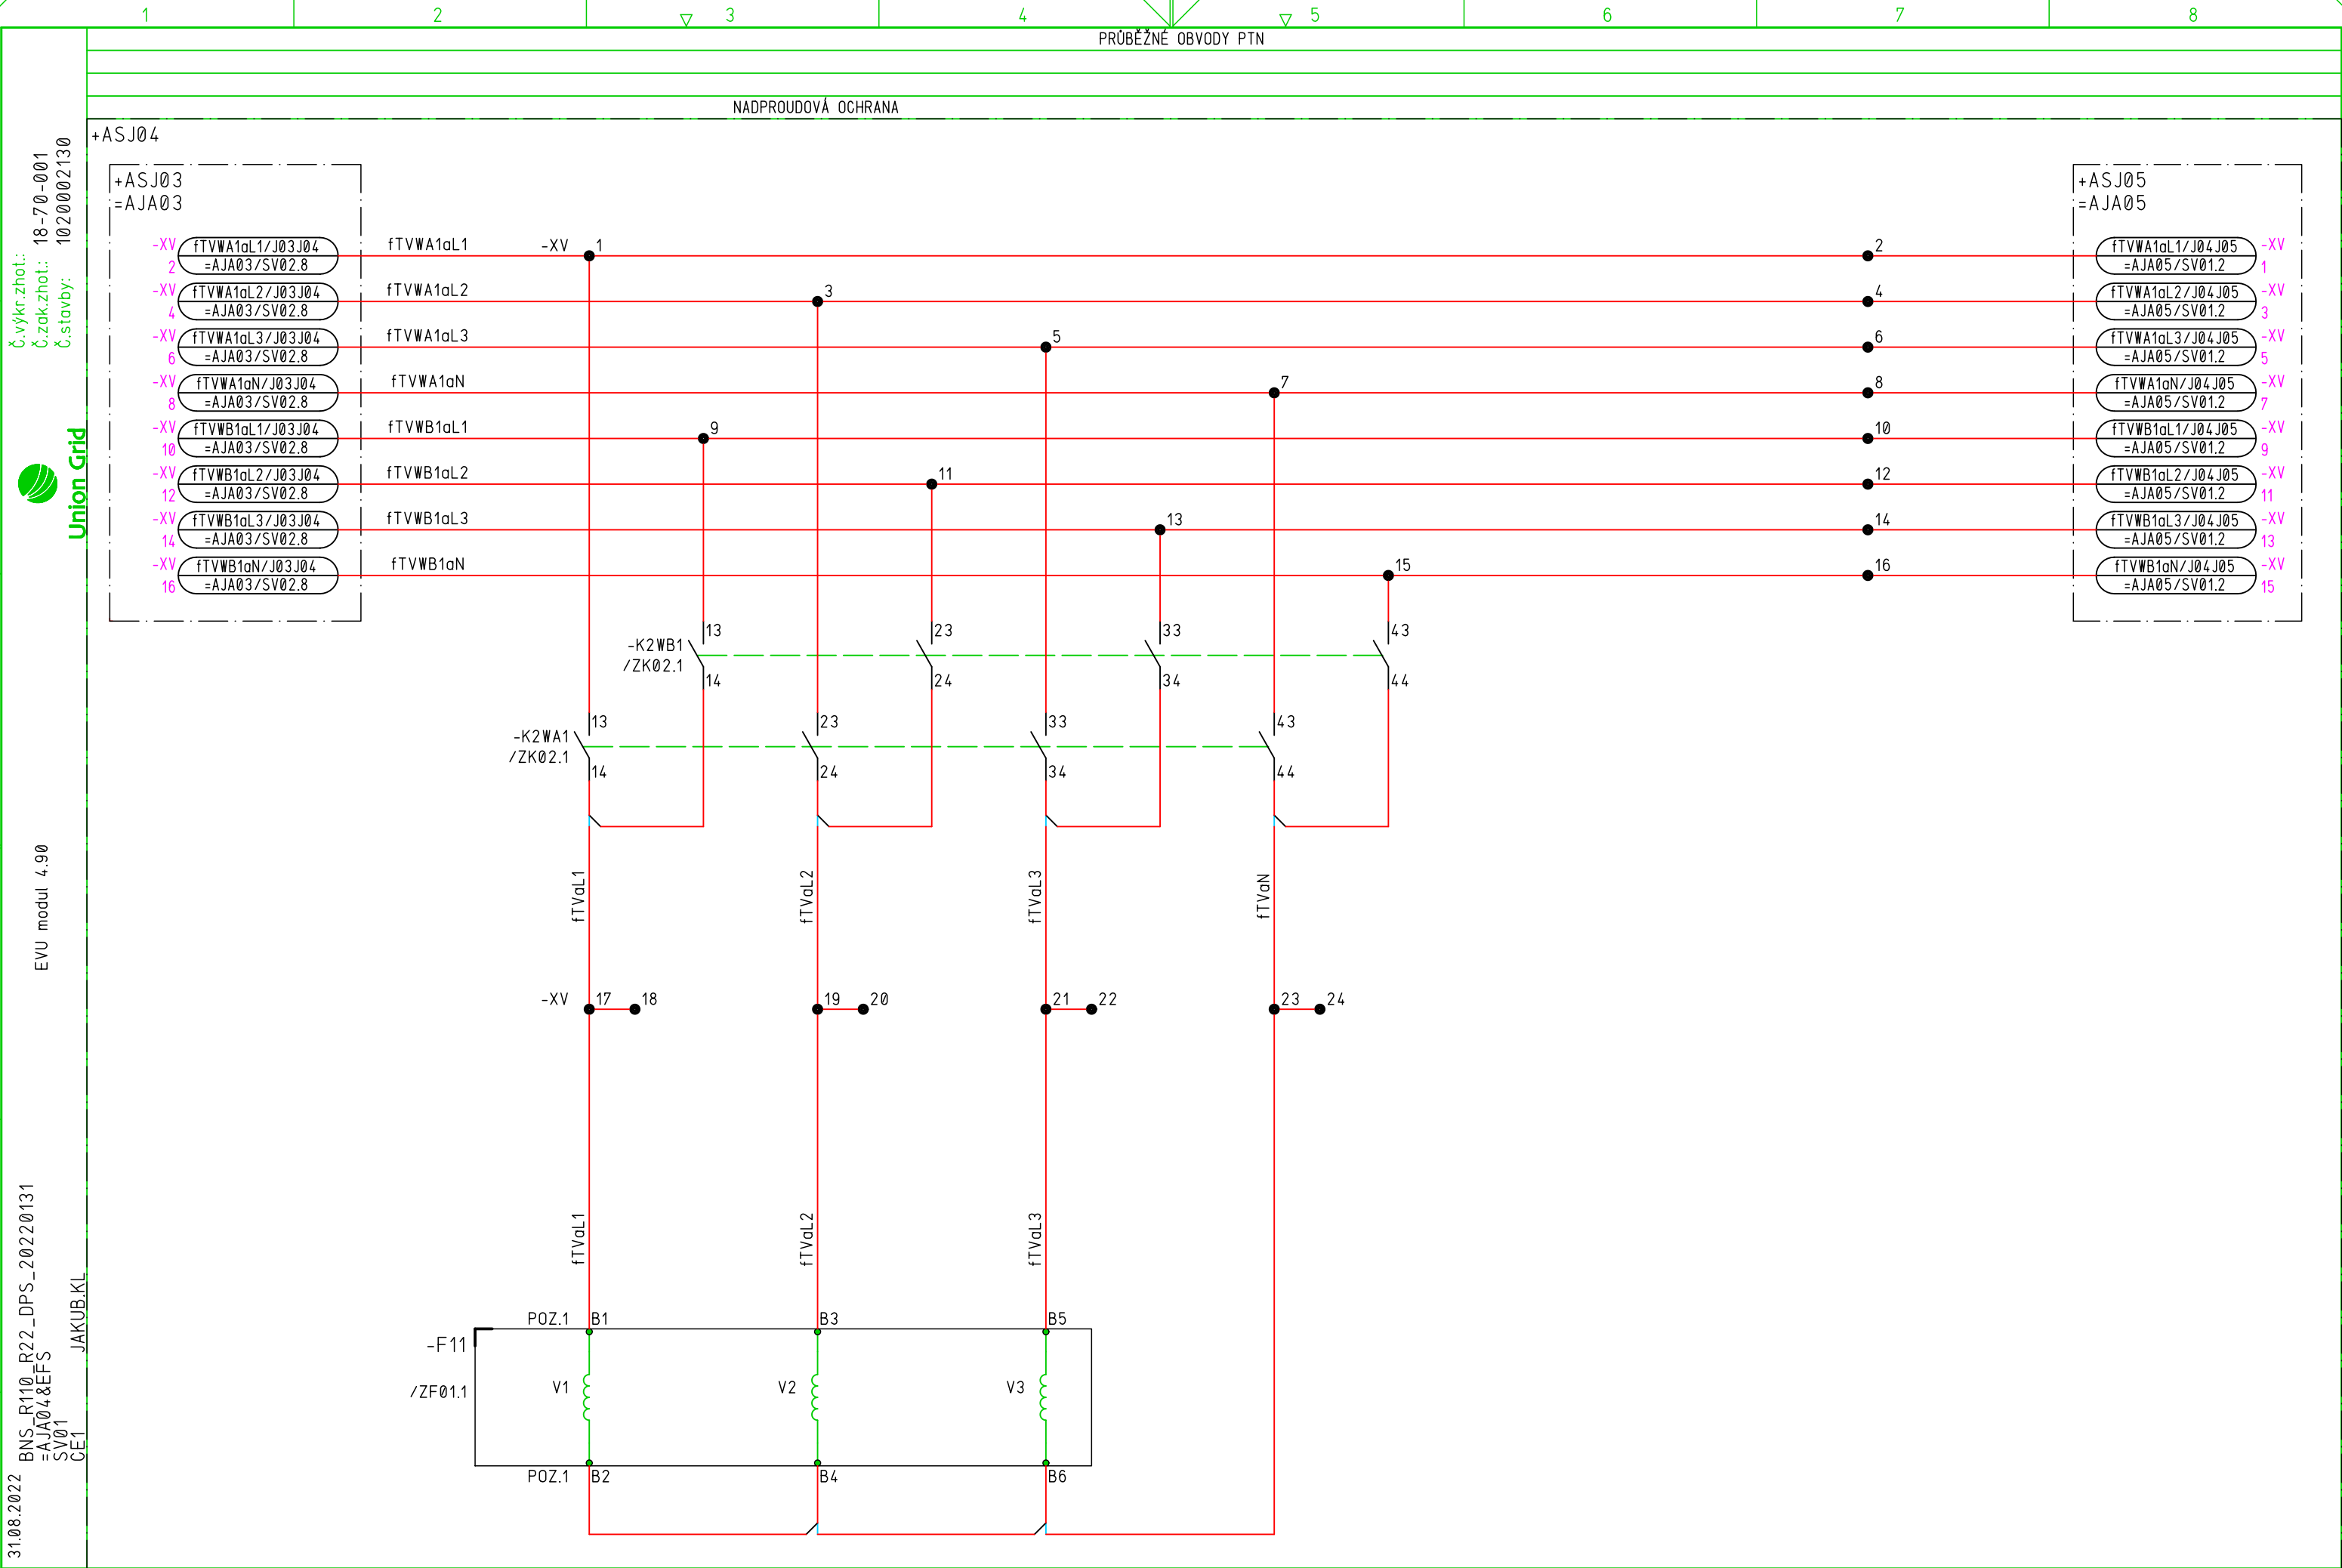 1 2 3 4 5 6 7 8
PRŮBĚŽNÉ OBVODY PTN
NADPROUDOVÁ OCHRANA
+ASJ04
+ASJ03
=AJA03
+ASJ05
=AJA05
-XV fTVWA1aL1/J03J04 fTVWA1aL1 -XV 1 2 fTVWA1aL1/J04J05 -XV
2 =AJA03/SV02.8 =AJA05/SV01.2 1
-XV fTVWA1aL2/J03J04 fTVWA1aL2 3 4 fTVWA1aL2/J04J05 -XV
4 =AJA03/SV02.8 =AJA05/SV01.2 3
-XV fTVWA1aL3/J03J04 fTVWA1aL3 5 6 fTVWA1aL3/J04J05 -XV
6 =AJA03/SV02.8 =AJA05/SV01.2 5
-XV fTVWA1aN/J03J04 fTVWA1aN 7 8 fTVWA1aN/J04J05 -XV
8 =AJA03/SV02.8 =AJA05/SV01.2 7
-XV fTVWB1aL1/J03J04 fTVWB1aL1 9 10 fTVWB1aL1/J04J05 -XV
10 =AJA03/SV02.8 =AJA05/SV01.2 9
-XV fTVWB1aL2/J03J04 fTVWB1aL2 11 12 fTVWB1aL2/J04J05 -XV
12 =AJA03/SV02.8 =AJA05/SV01.2 11
-XV fTVWB1aL3/J03J04 fTVWB1aL3 13 14 fTVWB1aL3/J04J05 -XV
14 =AJA03/SV02.8 =AJA05/SV01.2 13
-XV fTVWB1aN/J03J04 fTVWB1aN 15 16 fTVWB1aN/J04J05 -XV
16 =AJA03/SV02.8 =AJA05/SV01.2 15
13 23 33 43
-K2WB1
/ZK02.1
14 24 34 44
13 23 33 43
-K2WA1
/ZK02.1
14 24 34 44
fTVaL1 fTVaL2 fTVaL3 fTVaN
-XV 17 18 19 20 21 22 23 24
fTVaL1 fTVaL2 fTVaL3
POZ.1 B1 B3 B5
-F11
/ZF01.1
V1 V2 V3
POZ.1 B2 B4 B6
Č.výkr.zhot.:
Č.zak.zhot.: 18-70-001
Č.stavby: 1020002130
Union Grid
EVU modul 4.90
BNS_R110_R22_DPS_20220131
=AJA04&EFS
SV01
CE1 JAKUB.KL
31.08.2022